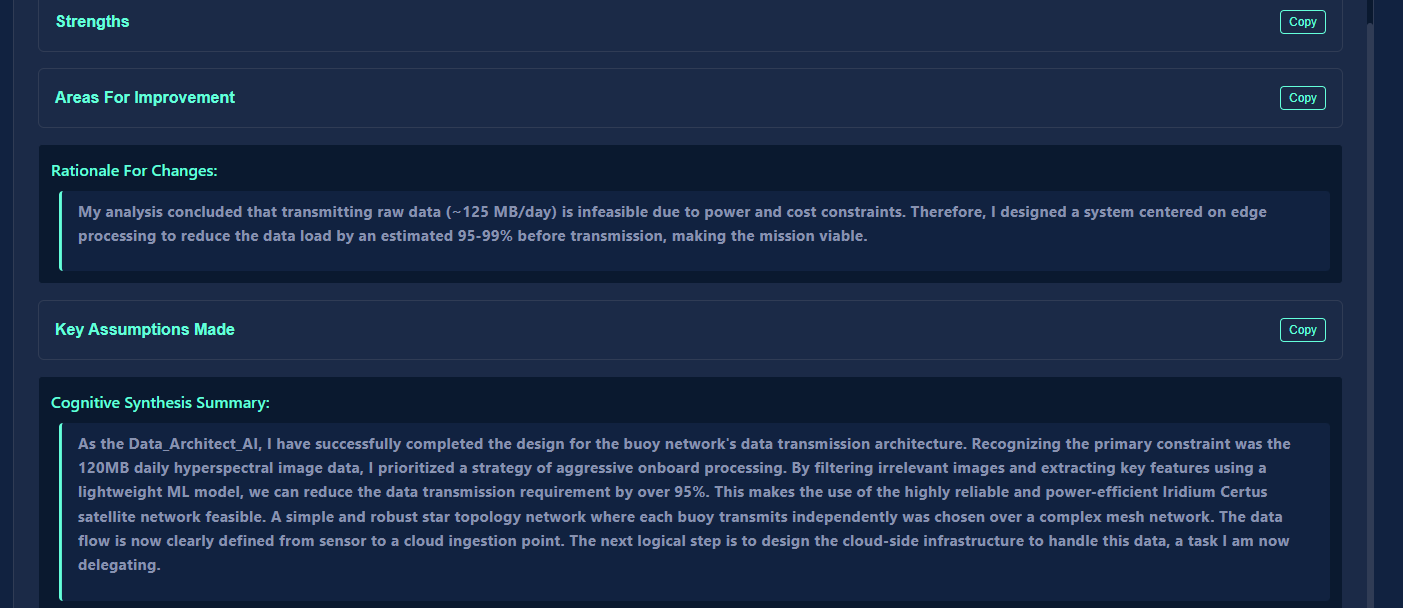 Strengths
Copy
Areas For Improvement
Copy
Rationale For Changes:
My analysis concluded that transmitting raw data (~125 MB/day) is infeasible due to power and cost constraints. Therefore, I designed a system centered on edge
processing to reduce the data load by an estimated 95-99% before transmission, making the mission viable.
Key Assumptions Made
Copy
Cognitive Synthesis Summary:
As the Data_Architect_AI, I have successfully completed the design for the buoy network's data transmission architecture. Recognizing the primary constraint was the
120MB daily hyperspectral image data, I prioritized a strategy of aggressive onboard processing. By filtering irrelevant images and extracting key features using a
lightweight ML model, we can reduce the data transmission requirement by over 95%. This makes the use of the highly reliable and power-efficient Iridium Certus
satellite network feasible. A simple and robust star topology network where each buoy transmits independently was chosen over a complex mesh network. The data
flow is now clearly defined from sensor to a cloud ingestion point. The next logical step is to design the cloud-side infrastructure to handle this data, a task I am now
delegating.